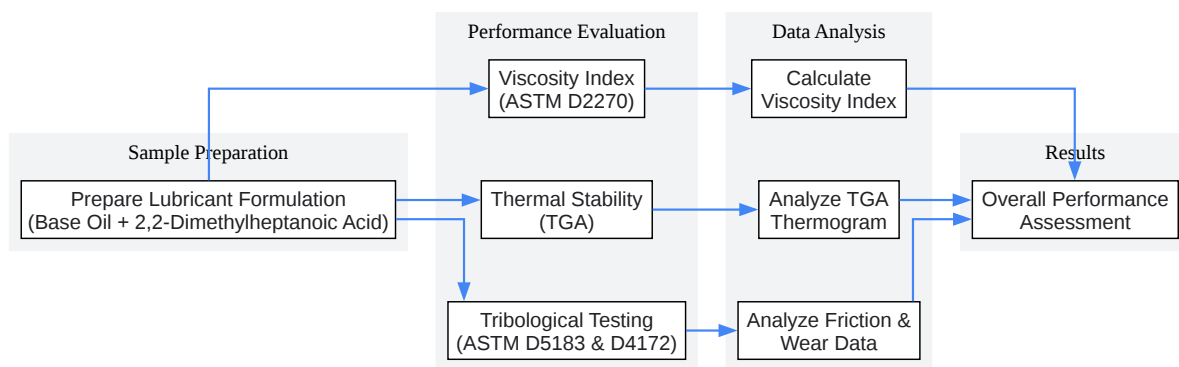 Performance Evaluation
Data Analysis
Viscosity Index
(ASTM D2270)
Calculate
Viscosity Index
Sample Preparation
Results
Prepare Lubricant Formulation
(Base Oil + 2,2-Dimethylheptanoic Acid)
Thermal Stability
(TGA)
Analyze TGA
Thermogram
Overall Performance
Assessment
Tribological Testing
(ASTM D5183 & D4172)
Analyze Friction &
Wear Data